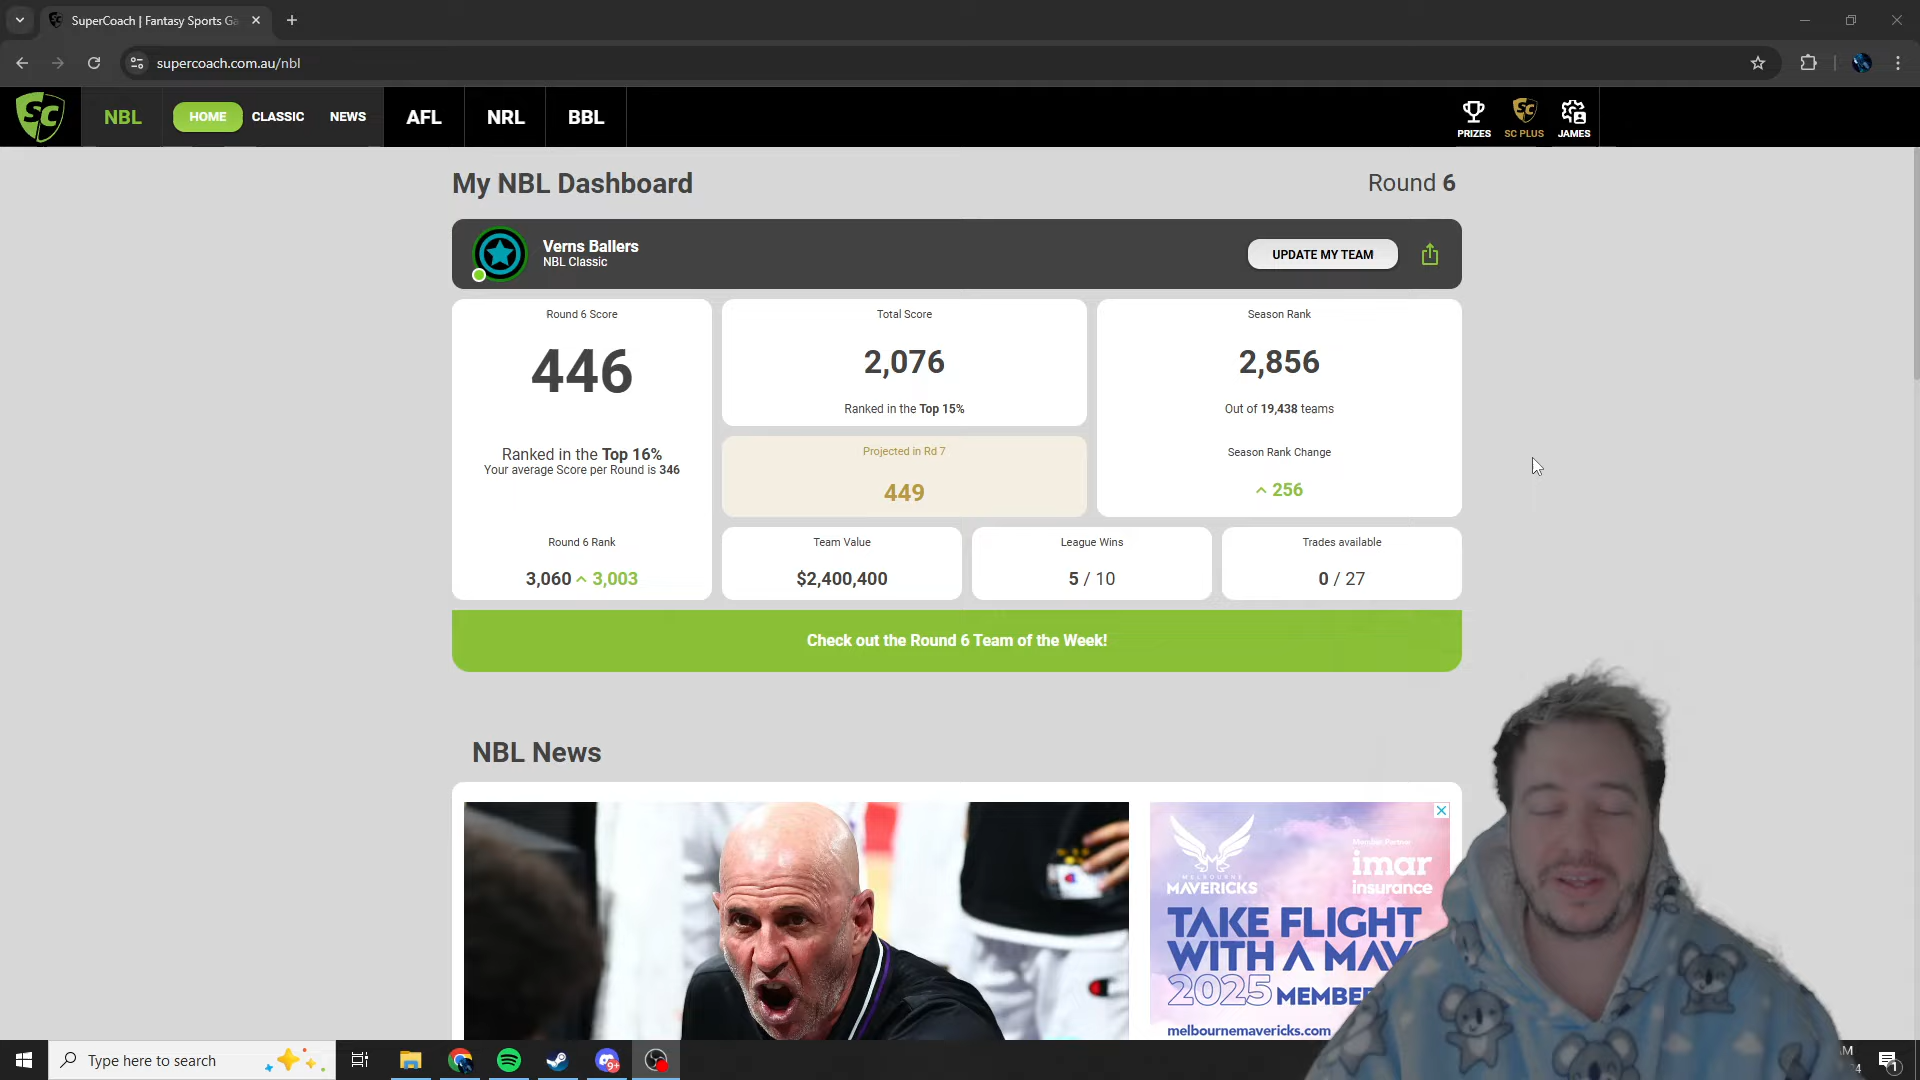 SuperCoach | Fantasy Sports Ga
supercoach.com.au/nbl
SC
NBL
HOME
CLASSIC
NEWS
AFL
NRL
BBL
PRIZES
SC PLUS
JAMES
My NBL Dashboard
Round 6
Verns Ballers
NBL Classic
UPDATE MY TEAM
Round 6 Score
446
Ranked in the Top 16%
Your average Score per Round is 346
Round 6 Rank
3,060 3,003
Total Score
2,076
Ranked in the Top 15%
Season Rank
2,856
Out of 19,438 teams
Season Rank Change
256
Projected in Rd 7
449
Team Value
$2,400,400
League Wins
5 / 10
Trades available
0 / 27
Check out the Round 6 Team of the Week!
NBL News
MELBOURNE
MAVERICKS
Member Partner
imar
insurance
TAKE FLIGHT
WITH A MAV
2025 MEMBE
melbournemavericks.com
Type here to search
9+
1